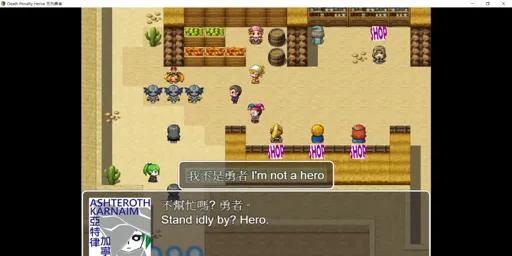 Death Penalty Heroe 死刑勇者
SHOP
SHOP
SHOP
SHOP
SHOP
我不是勇者 I'm not a hero
ASHTEROTH
KARNAIM
亞特律
加寧
不幫忙嗎? 勇者 -
Stand idly by? Hero.